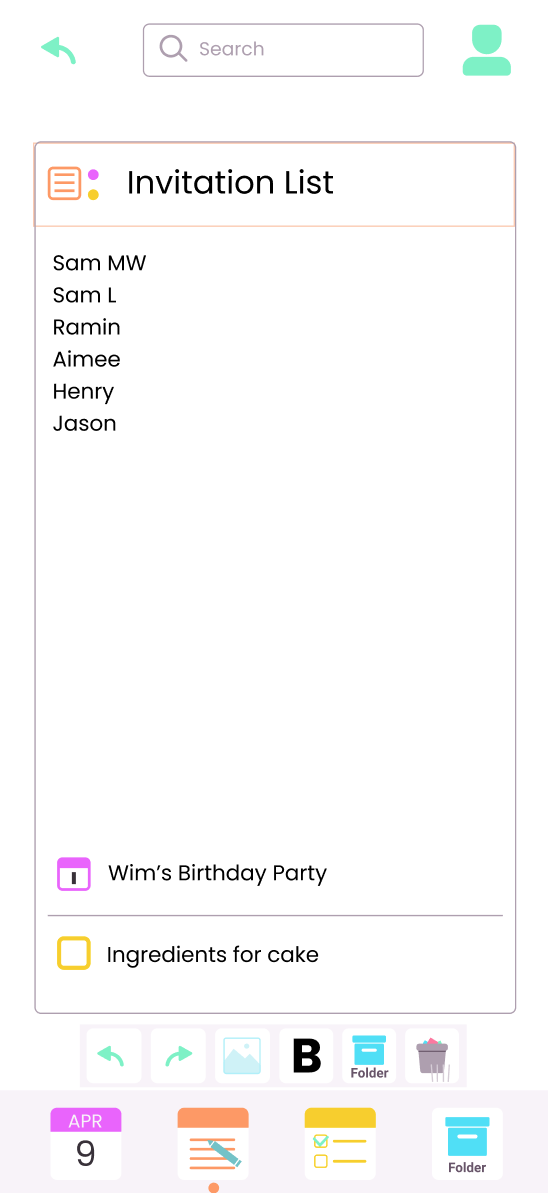 Search
Invitation List
Sam MW
Sam L
Ramin
Aimee
Henry
Jason
Wim’s Birthday Party
Ingredients for cake
B
Folder
APR
9
Folder